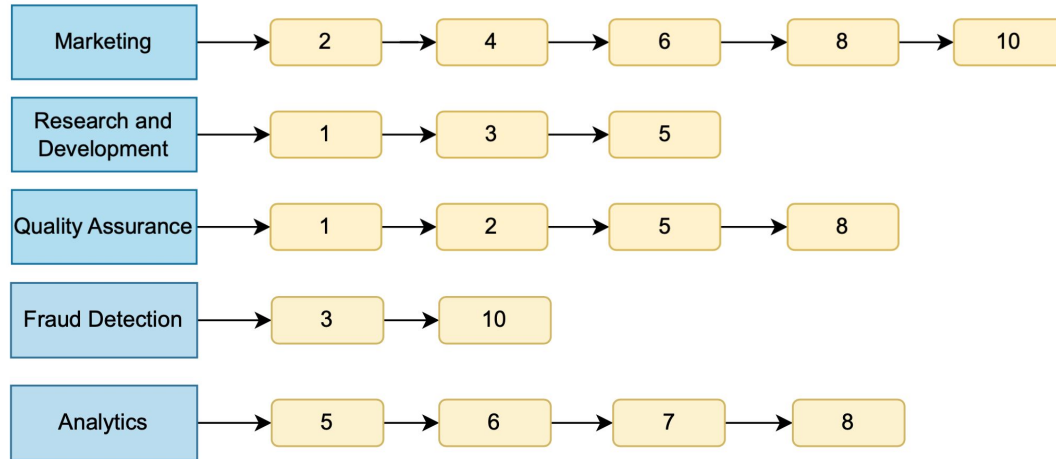 Marketing 2 4 6 8 10
Research and
Development 1 3 5
Quality Assurance 1 2 5 8
Fraud Detection 3 10
Analytics 5 6 7 8